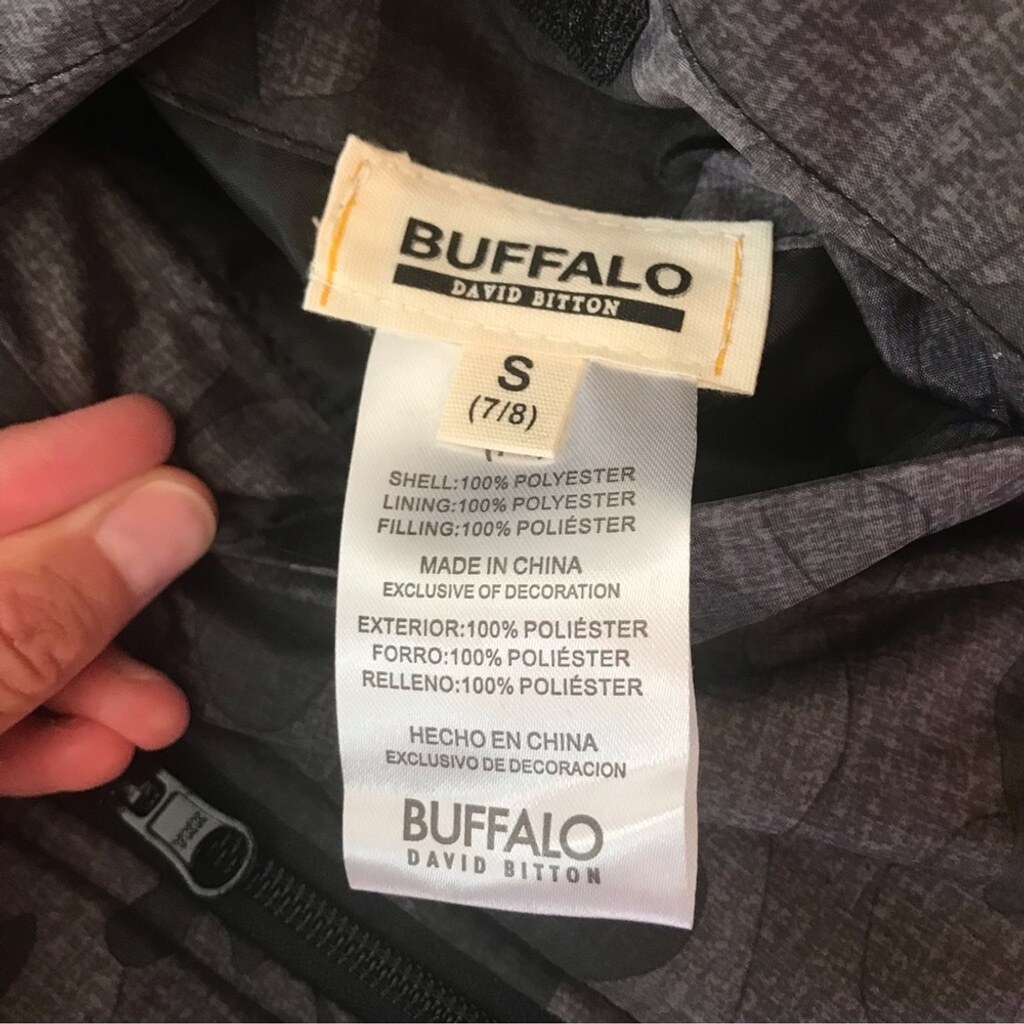 BUFFALO
DAVID BITTON
S
(7/8)
SHELL:100% POLYESTER
LINING:100% POLYESTER
FILLING:100% POLIÉSTER
MADE IN CHINA
EXCLUSIVE OF DECORATION
EXTERIOR:100% POLIÉSTER
FORRO:100% POLIÉSTER
RELLENO:100% POLIÉSTER
HECHO EN CHINA
EXCLUSIVO DE DECORACION
BUFFALO
DAVID BITTON